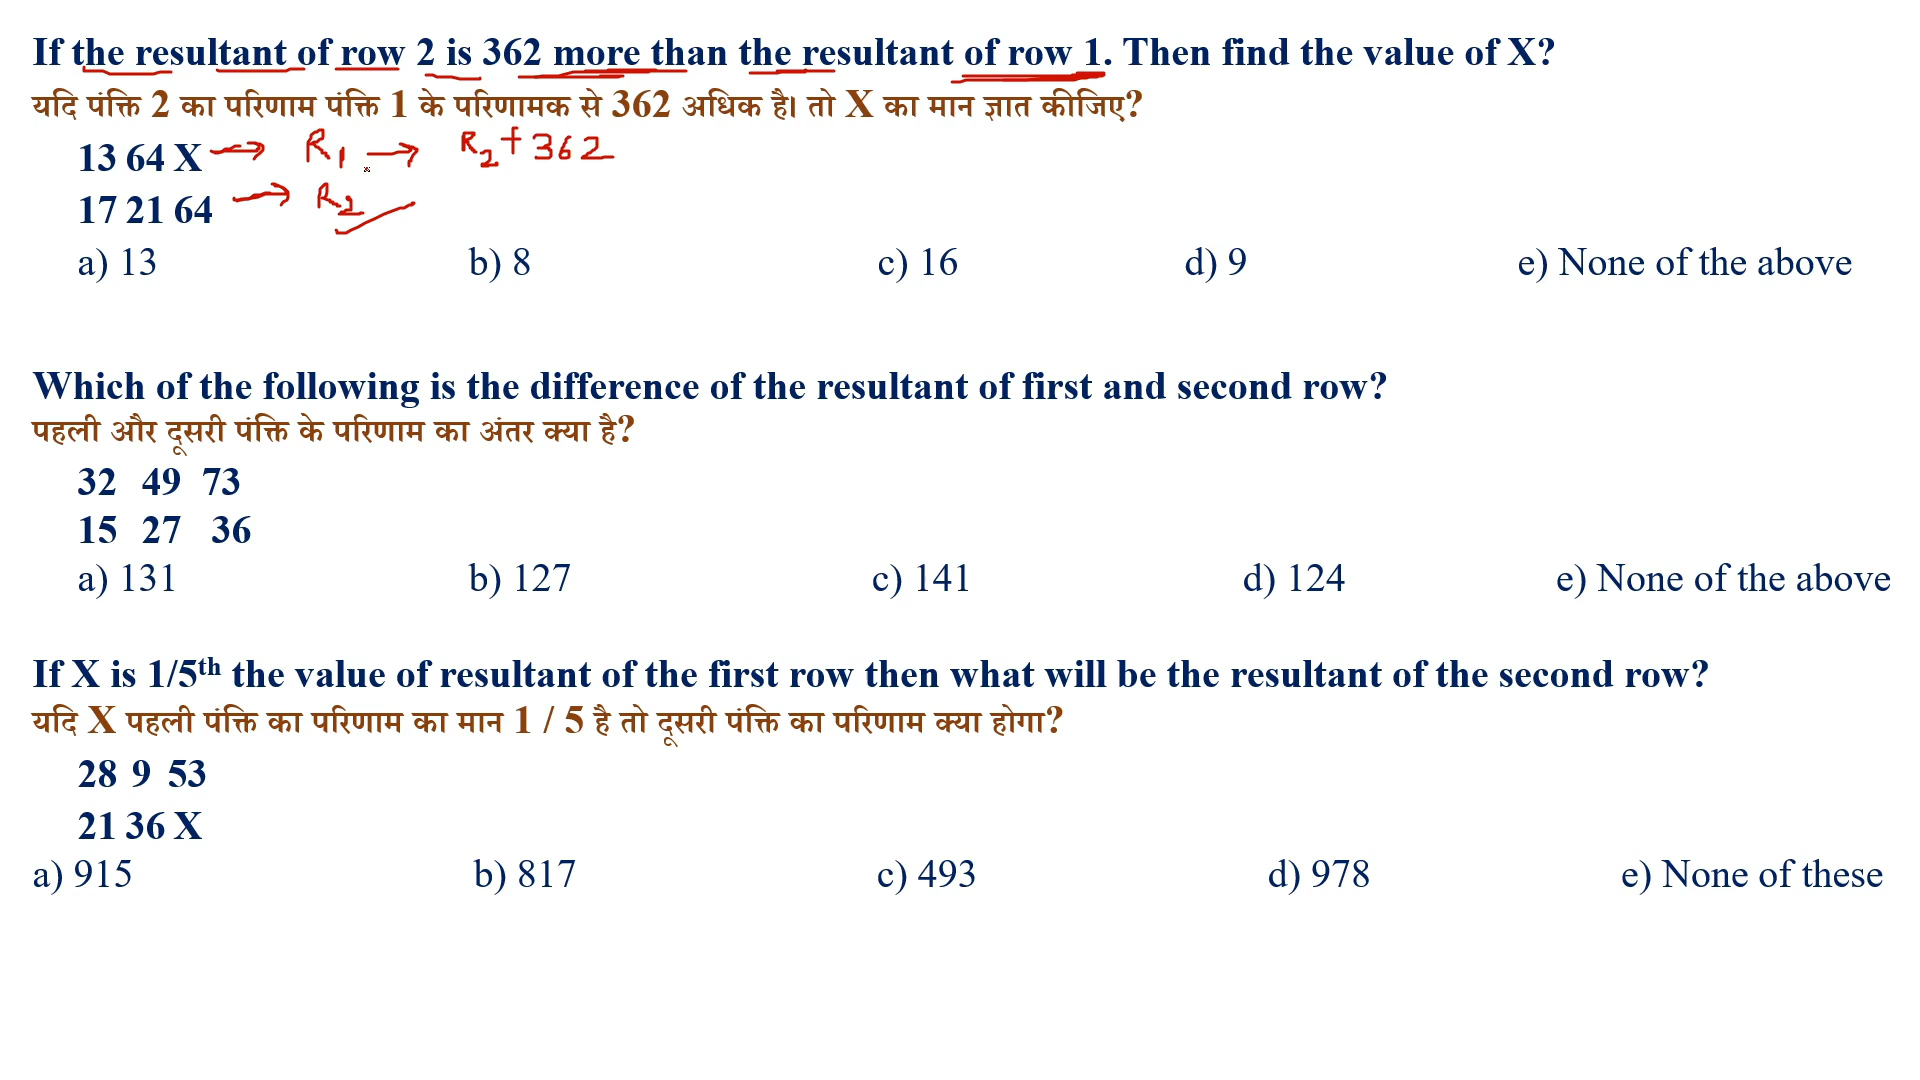 If the resultant of row 2 is 362 more than the resultant of row 1. Then find the value of X?
यदि पंक्ति 2 का परिणाम पंक्ति 1 के परिणामक से 362 अधिक है। तो X का मान ज्ञात कीजिए?
13 64 X → R1 → R2 + 362
17 21 64 → R2
a) 13 b) 8 c) 16 d) 9 e) None of the above
Which of the following is the difference of the resultant of first and second row?
पहली और दूसरी पंक्ति के परिणाम का अंतर क्या है?
32 49 73
15 27 36
a) 131 b) 127 c) 141 d) 124 e) None of the above
If X is 1/5th the value of resultant of the first row then what will be the resultant of the second row?
यदि X पहली पंक्ति का परिणाम का मान 1 / 5 है तो दूसरी पंक्ति का परिणाम क्या होगा?
28 9 53
21 36 X
a) 915 b) 817 c) 493 d) 978 e) None of these